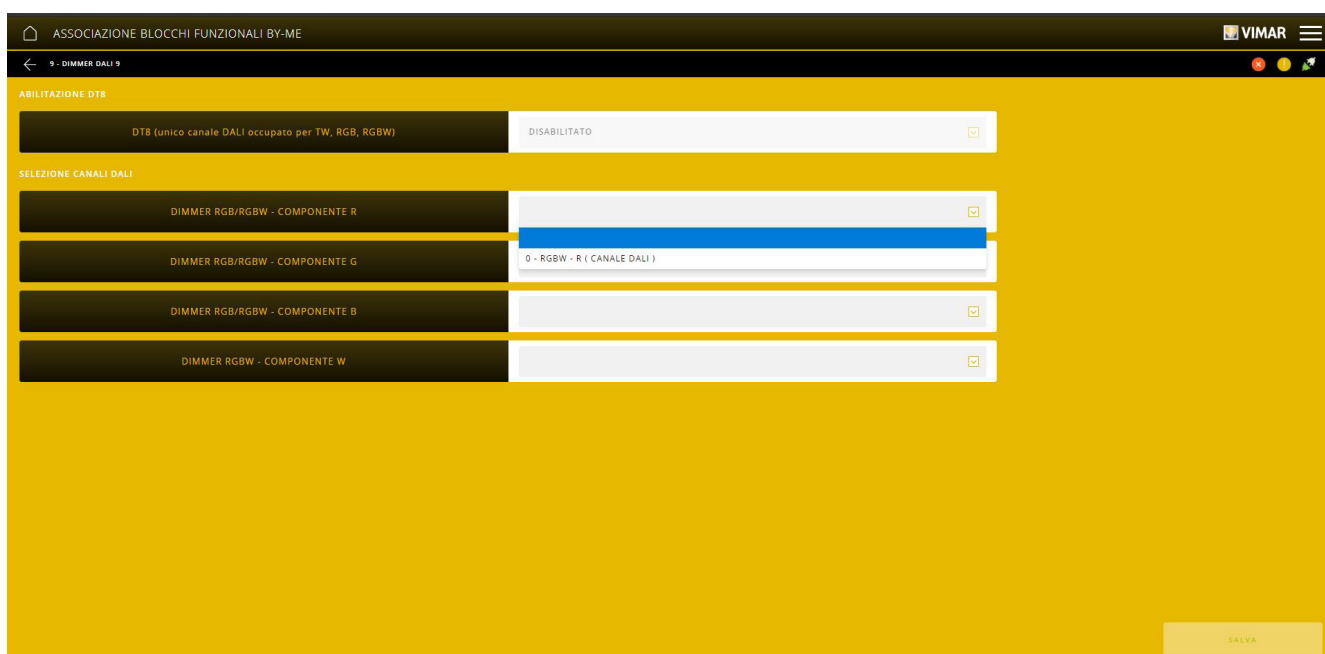 ASSOCIAZIONE BLOCCHI FUNZIONALI BY-ME
VIMAR
9 - DIMMER DALI 9
ABILITAZIONE DT8
DT8 (unico canale DALI occupato per TW, RGB, RGBW)
DISABILITATO
SELEZIONE CANALI DALI
DIMMER RGB/RGBW - COMPONENTE R
DIMMER RGB/RGBW - COMPONENTE G
0 - RGBW - R ( CANALE DALI )
DIMMER RGB/RGBW - COMPONENTE B
DIMMER RGBW - COMPONENTE W
SALVA